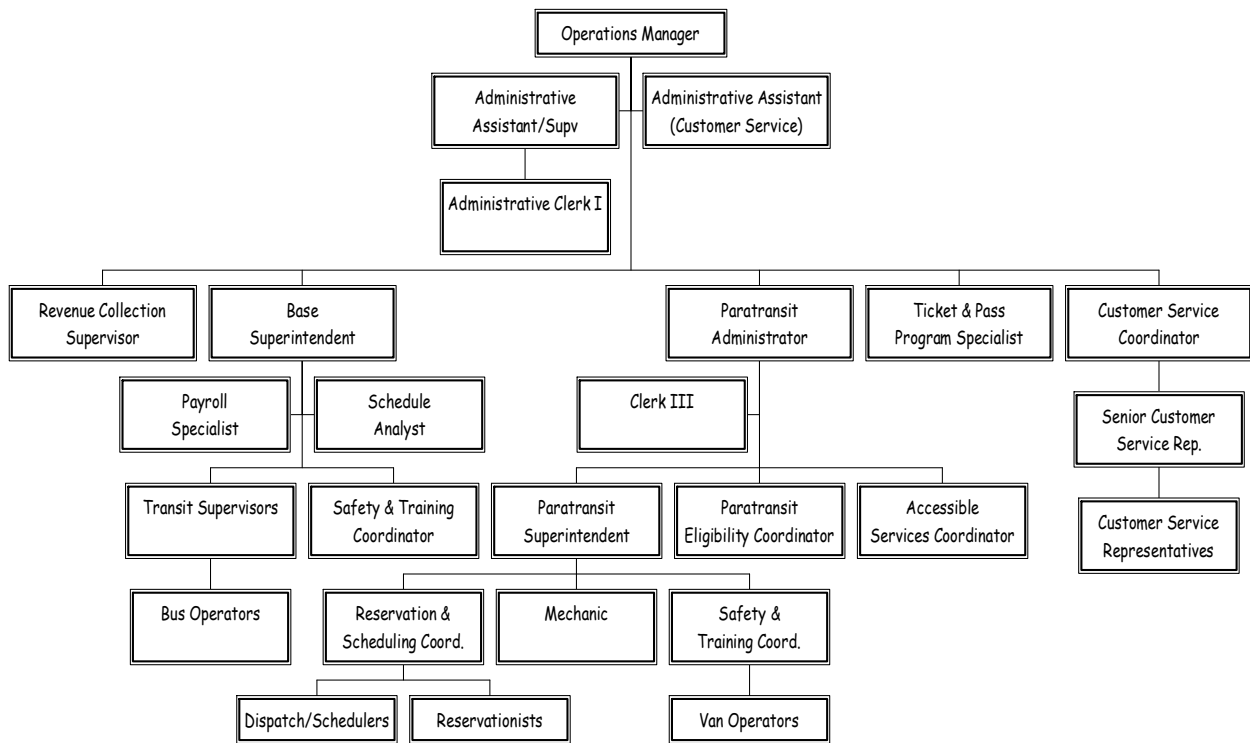 Operations Manager
Administrative
Assistant/Supv
Administrative Assistant
(Customer Service)
Administrative Clerk I
Revenue Collection
Supervisor
Base
Superintendent
Paratransit
Administrator
Ticket & Pass
Program Specialist
Customer Service
Coordinator
Payroll
Specialist
Schedule
Analyst
Clerk III
Senior Customer
Service Rep.
Transit Supervisors
Safety & Training
Coordinator
Paratransit
Superintendent
Paratransit
Eligibility Coordinator
Accessible
Services Coordinator
Customer Service
Representatives
Bus Operators
Reservation &
Scheduling Coord.
Mechanic
Safety &
Training Coord.
Dispatch/Schedulers
Reservationists
Van Operators